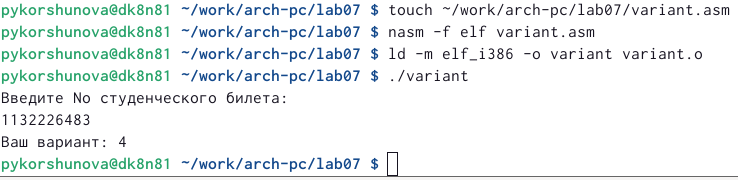 pykorshunova@dk8n81 ~/work/arch-pc/lab07 $ touch ~/work/arch-pc/lab07/variant.asm
pykorshunova@dk8n81 ~/work/arch-pc/lab07 $ nasm -f elf variant.asm
pykorshunova@dk8n81 ~/work/arch-pc/lab07 $ ld -m elf_i386 -o variant variant.o
pykorshunova@dk8n81 ~/work/arch-pc/lab07 $ ./variant
Введите No студенческого билета:
1132226483
Ваш вариант: 4
pykorshunova@dk8n81 ~/work/arch-pc/lab07 $